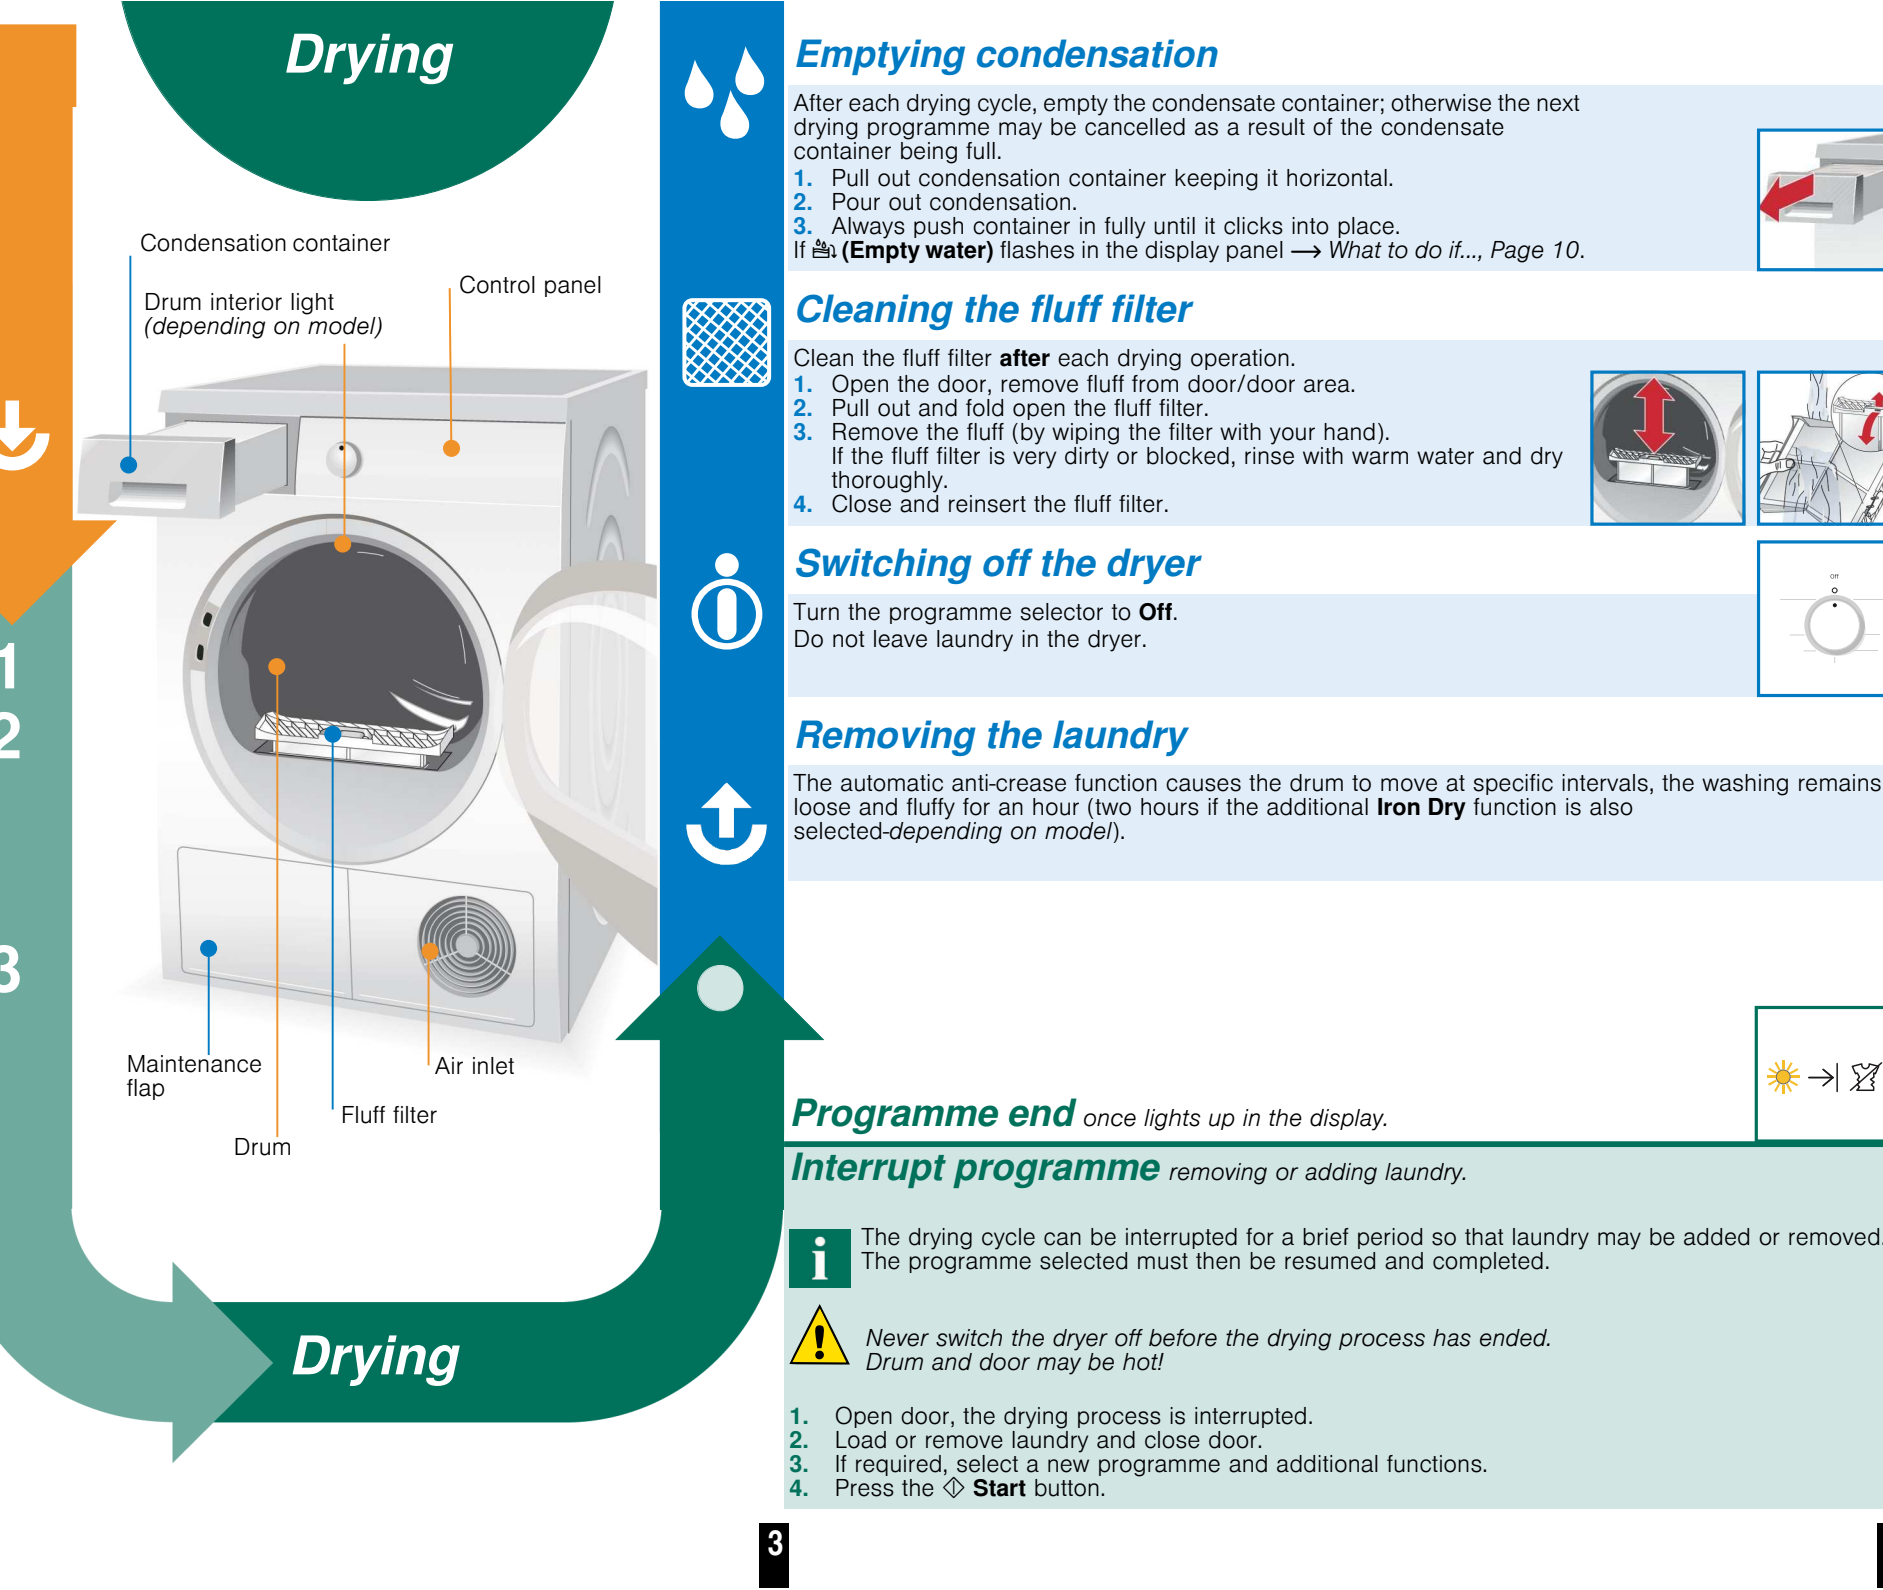 Drying
Condensation container
Drum interior light
(depending on model)
Control panel
1
2
3
Maintenance
flap
Air inlet
Fluff filter
Drum
Drying
Emptying condensation
After each drying cycle, empty the condensate container; otherwise the next
drying programme may be cancelled as a result of the condensate
container being full.
1. Pull out condensation container keeping it horizontal.
2. Pour out condensation.
3. Always push container in fully until it clicks into place.
If (Empty water) flashes in the display panel → What to do if..., Page 10.
Cleaning the fluff filter
Clean the fluff filter after each drying operation.
1. Open the door, remove fluff from door/door area.
2. Pull out and fold open the fluff filter.
3. Remove the fluff (by wiping the filter with your hand).
If the fluff filter is very dirty or blocked, rinse with warm water and dry
thoroughly.
4. Close and reinsert the fluff filter.
Switching off the dryer
Turn the programme selector to Off.
Do not leave laundry in the dryer.
Off
Removing the laundry
The automatic anti-crease function causes the drum to move at specific intervals, the washing remains
loose and fluffy for an hour (two hours if the additional Iron Dry function is also
selected-depending on model).
Programme end once lights up in the display.
Interrupt programme removing or adding laundry.
i
The drying cycle can be interrupted for a brief period so that laundry may be added or removed.
The programme selected must then be resumed and completed.
Never switch the dryer off before the drying process has ended.
Drum and door may be hot!
1. Open door, the drying process is interrupted.
2. Load or remove laundry and close door.
3. If required, select a new programme and additional functions.
4. Press the Start button.
3